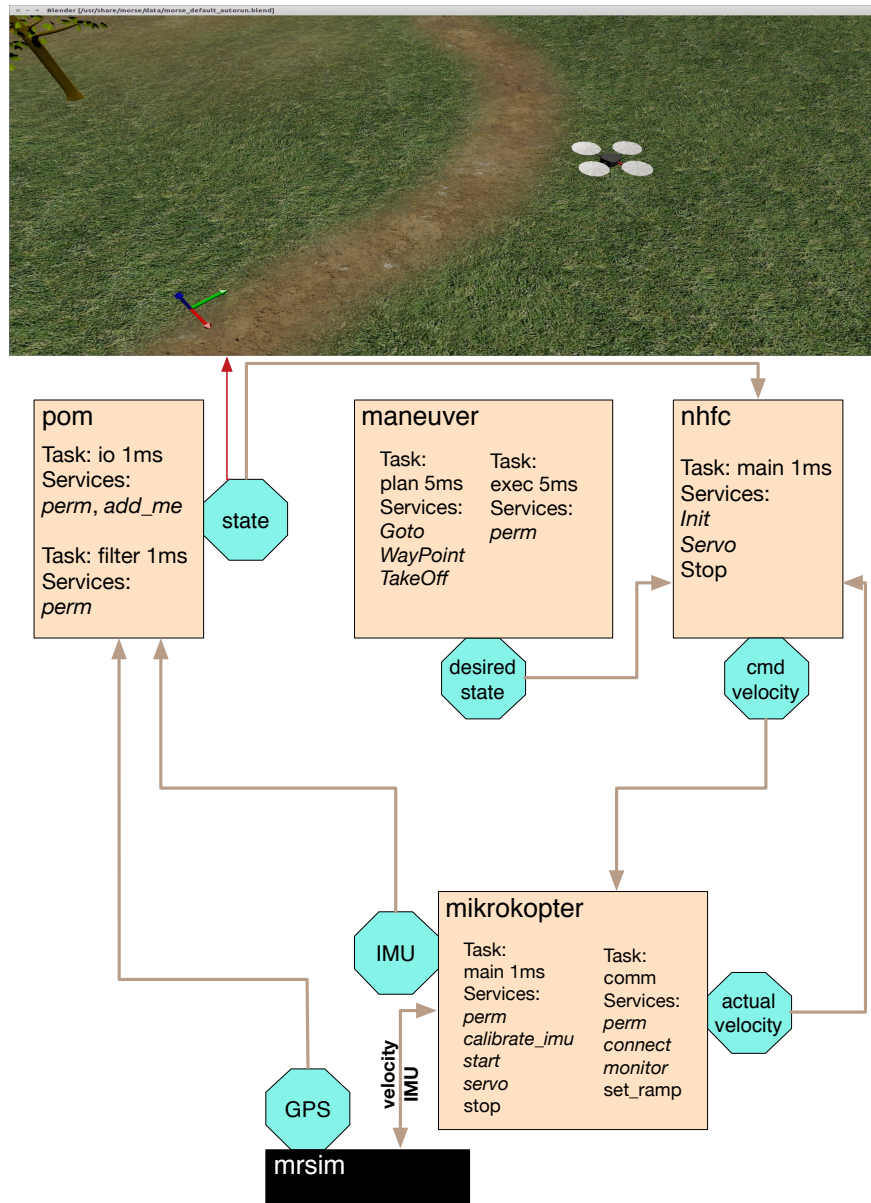 Blender [/usr/share/morse/data/morse_default_autorun.blend]
pom
Task: io 1ms
Services:
perm, add_me
Task: filter 1ms
Services:
perm
state
maneuver
Task:
plan 5ms
Services:
Goto
WayPoint
TakeOff
Task:
exec 5ms
Services:
perm
nhfc
Task: main 1ms
Services:
Init
Servo
Stop
desired
state
cmd
velocity
mikrokopter
Task:
main 1ms
Services:
perm
calibrate_imu
start
servo
stop
Task:
comm
Services:
perm
connect
monitor
set_ramp
IMU
actual
velocity
velocity
IMU
GPS
mrsim